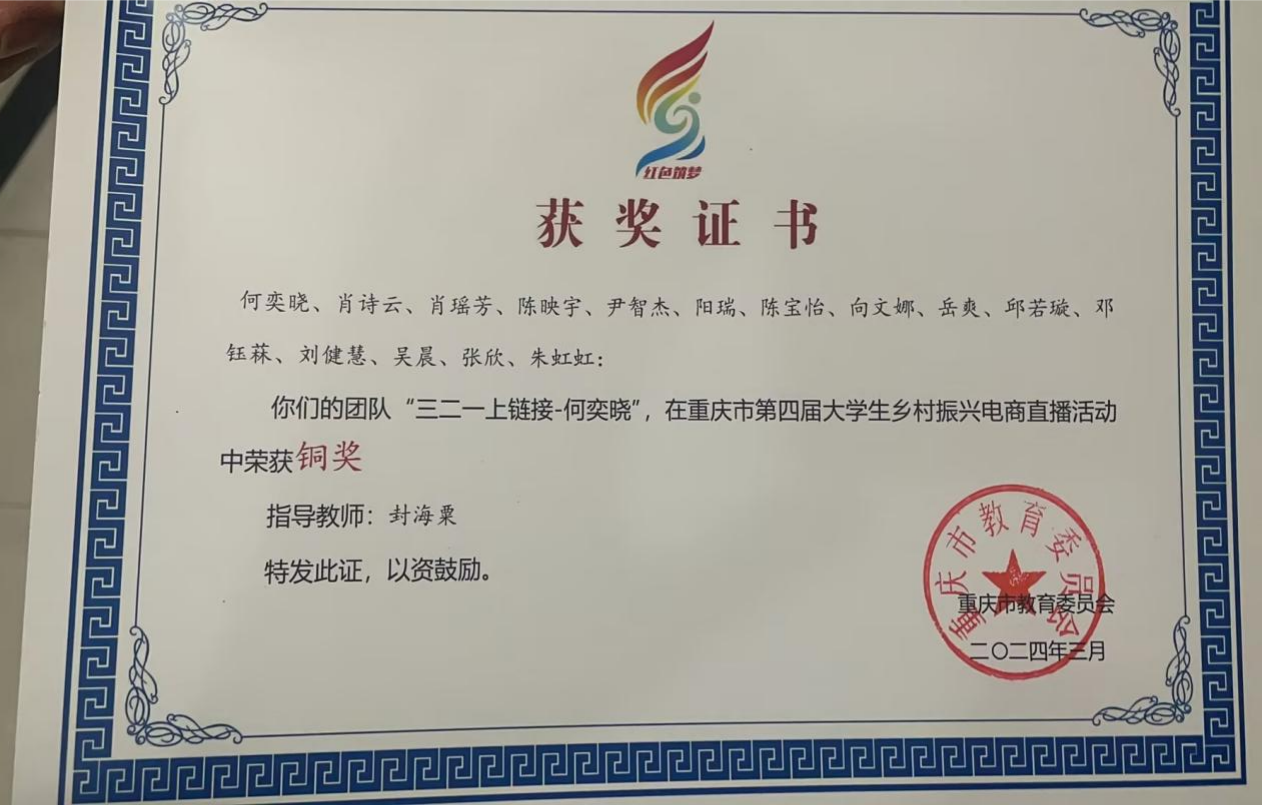 红色筑梦
获奖证书
何奕晓、肖诗云、肖瑶芳、陈映宇、尹智杰、阳瑞、陈宝怡、向文娜、岳爽、邱若璇、邓
钰菻、刘健慧、吴晨、张欣、朱虹虹：
你们的团队“三二一上链接-何奕晓”，在重庆市第四届大学生乡村振兴电商直播活动
中荣获铜奖
指导教师：封海粟
特发此证，以资鼓励。
重庆市教育委员会
重庆市教育委员会
二〇二四年三月